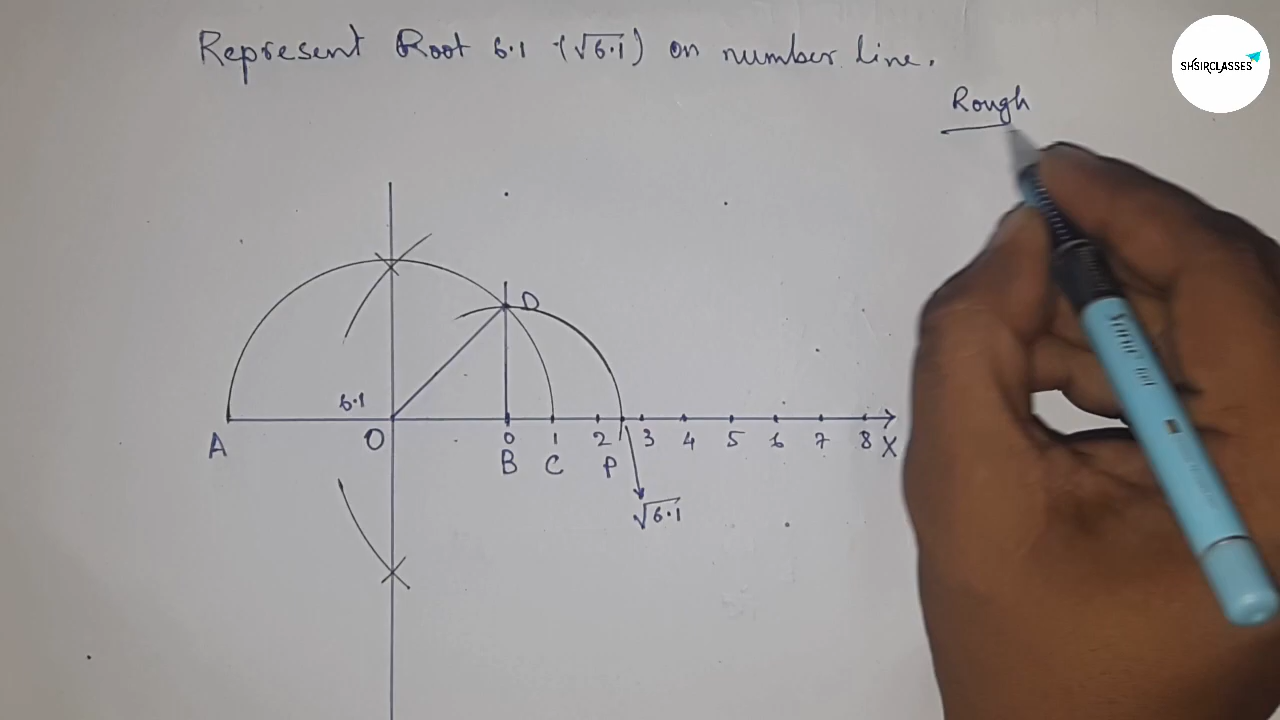 Represent Root 6.1 (√6.1) on number line.
SHSIRCLASSES
Rough
D
6.1
A O 0 1 2 3 4 5 6 7 8 X
B C P
√6.1